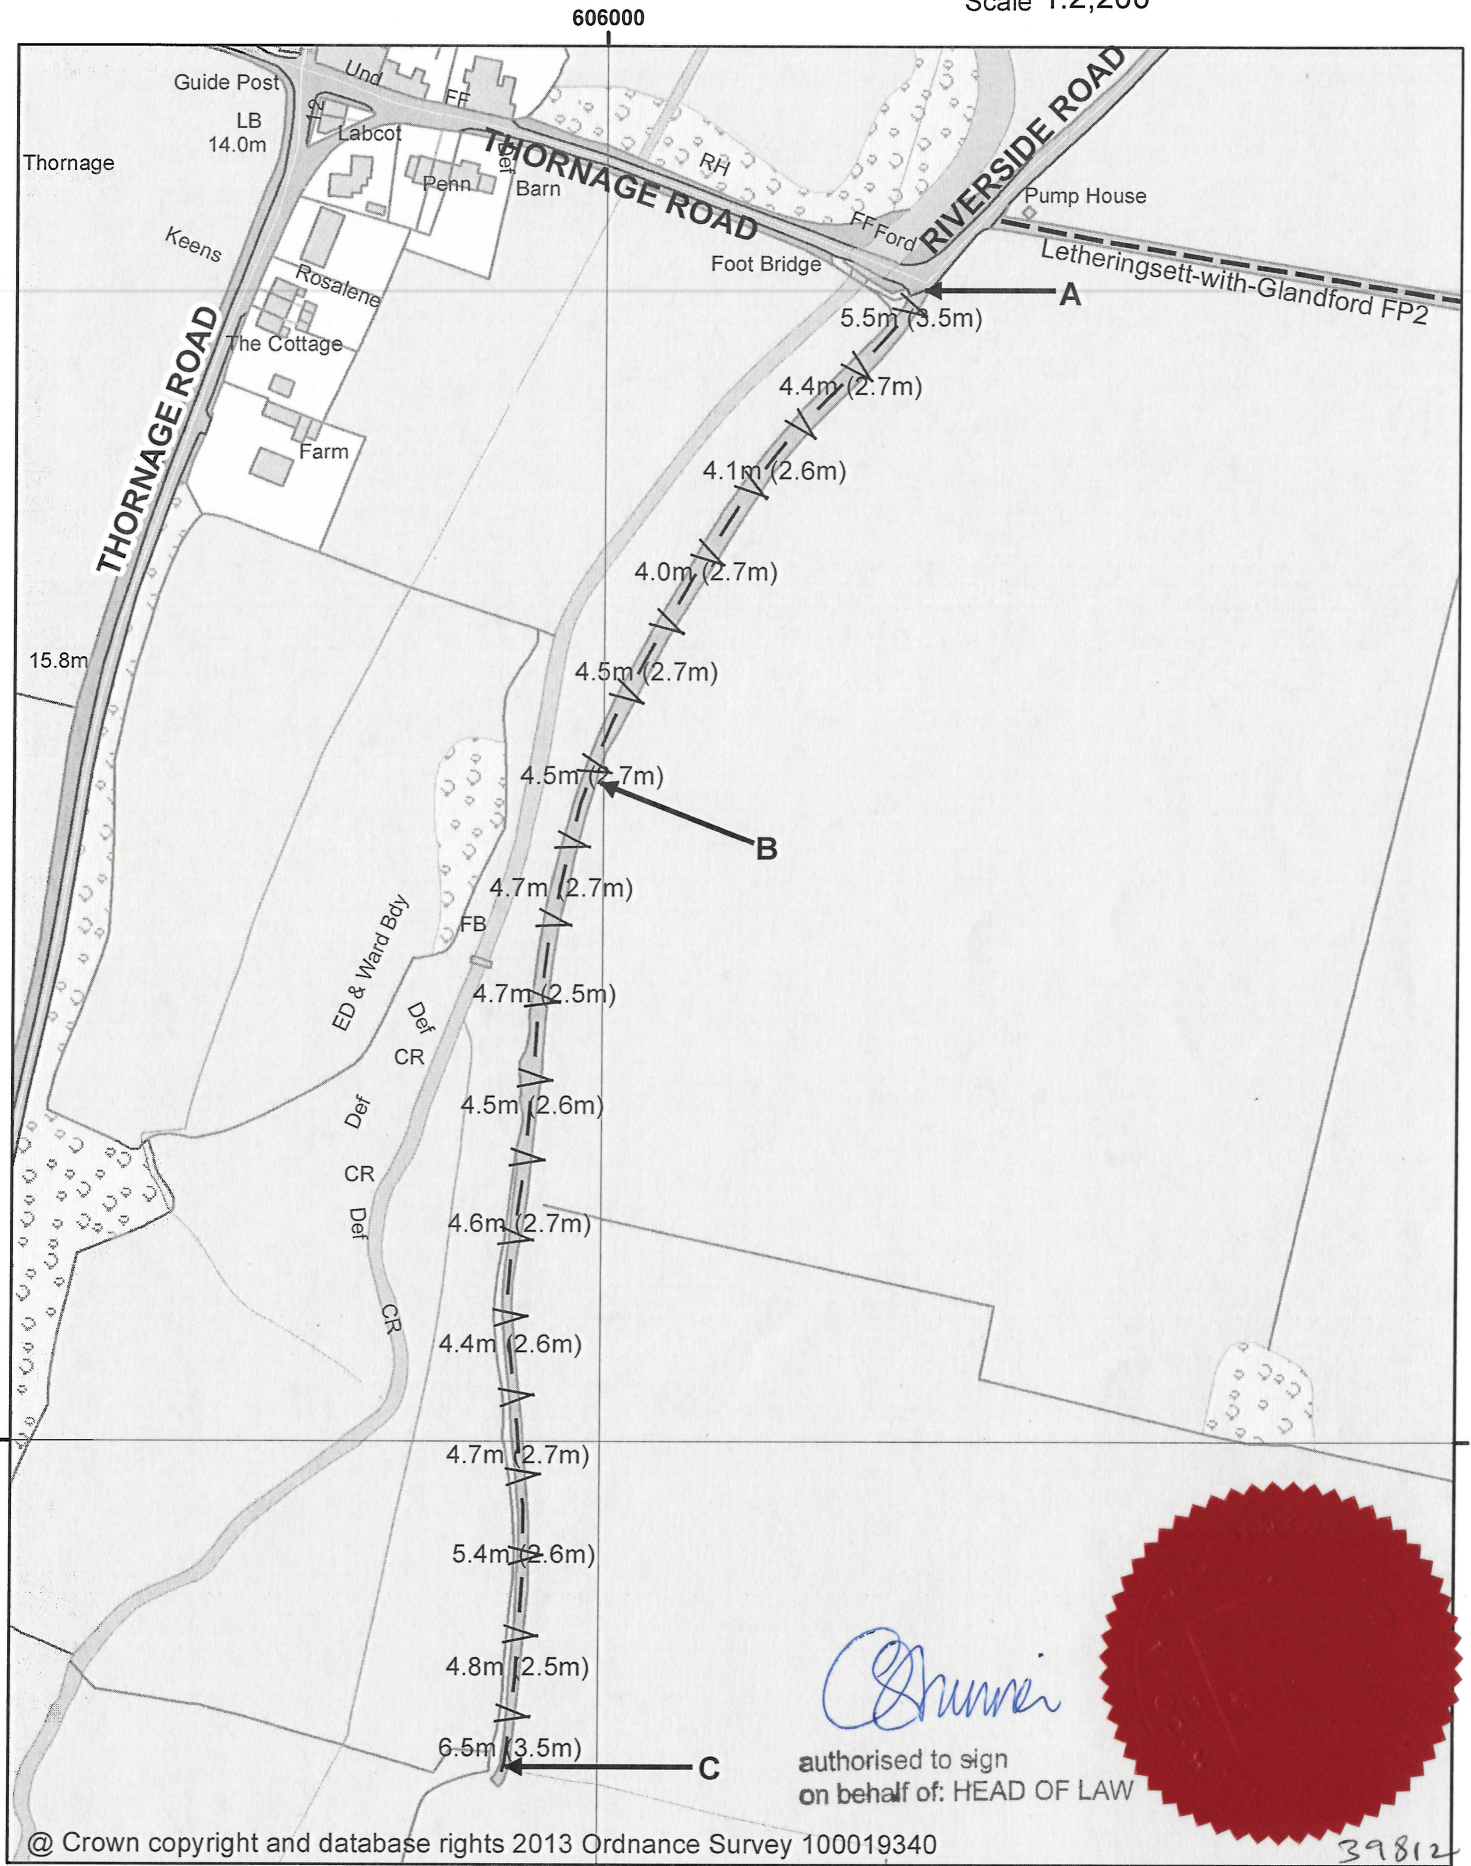 Scale 1:2,200
606000
Guide Post
Und
FF
LB
14.0m
12
Labcot
Thornage
Def
THORNAGE ROAD
Penn
Barn
RH
RIVERSIDE ROAD
Pump House
FF Ford
Keens
Foot Bridge
Letheringsett-with-Glandford FP2
A
Rosalene
5.5m (3.5m)
The Cottage
THORNAGE ROAD
4.4m (2.7m)
Farm
4.1m (2.6m)
4.0m (2.7m)
15.8m
4.5m (2.7m)
4.5m (2.7m)
B
4.7m (2.7m)
FB
ED & Ward Bdy
4.7m (2.5m)
Def
CR
Def
4.5m (2.6m)
CR
Def
4.6m (2.7m)
CR
4.4m (2.6m)
4.7m (2.7m)
5.4m (2.6m)
4.8m (2.5m)
6.5m (3.5m)
C
authorised to sign
on behalf of: HEAD OF LAW
@ Crown copyright and database rights 2013 Ordnance Survey 100019340
39812